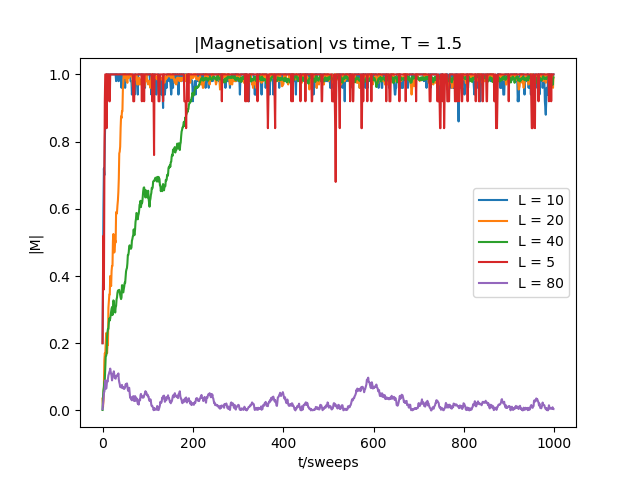 |Magnetisation| vs time, T = 1.5
1.0
0.8
0.6
0.4
0.2
0.0
|M|
L = 10
L = 20
L = 40
L = 5
L = 80
0 200 400 600 800 1000
t/sweeps